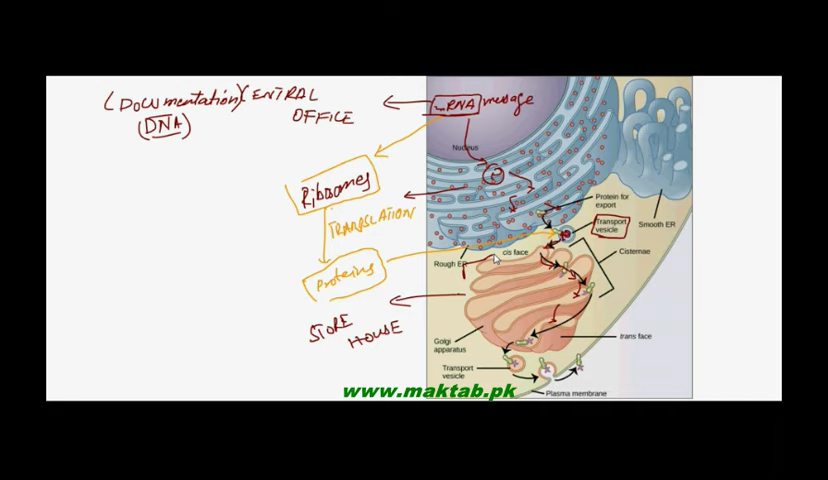 (Documentation) CENTRAL
OFFICE
(DNA)
mRNA message
Nucleus
Ribosomes
TRANSLATION
Proteins
STORE
HOUSE
Protein for
export
Transport
vesicle
Smooth ER
Cisternae
Rough ER
cis face
Golgi
apparatus
trans face
Transport
vesicle
Plasma membrane
www.maktab.pk